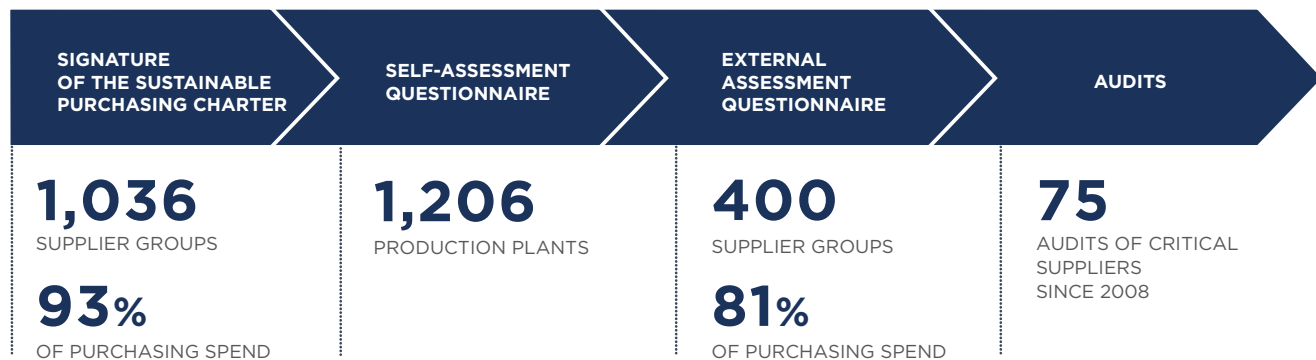 SIGNATURE
OF THE SUSTAINABLE
PURCHASING CHARTER
SELF-ASSESSMENT
QUESTIONNAIRE
EXTERNAL
ASSESSMENT
QUESTIONNAIRE
AUDITS
1,036
SUPPLIER GROUPS
93%
OF PURCHASING SPEND
1,206
PRODUCTION PLANTS
400
SUPPLIER GROUPS
81%
OF PURCHASING SPEND
75
AUDITS OF CRITICAL
SUPPLIERS
SINCE 2008